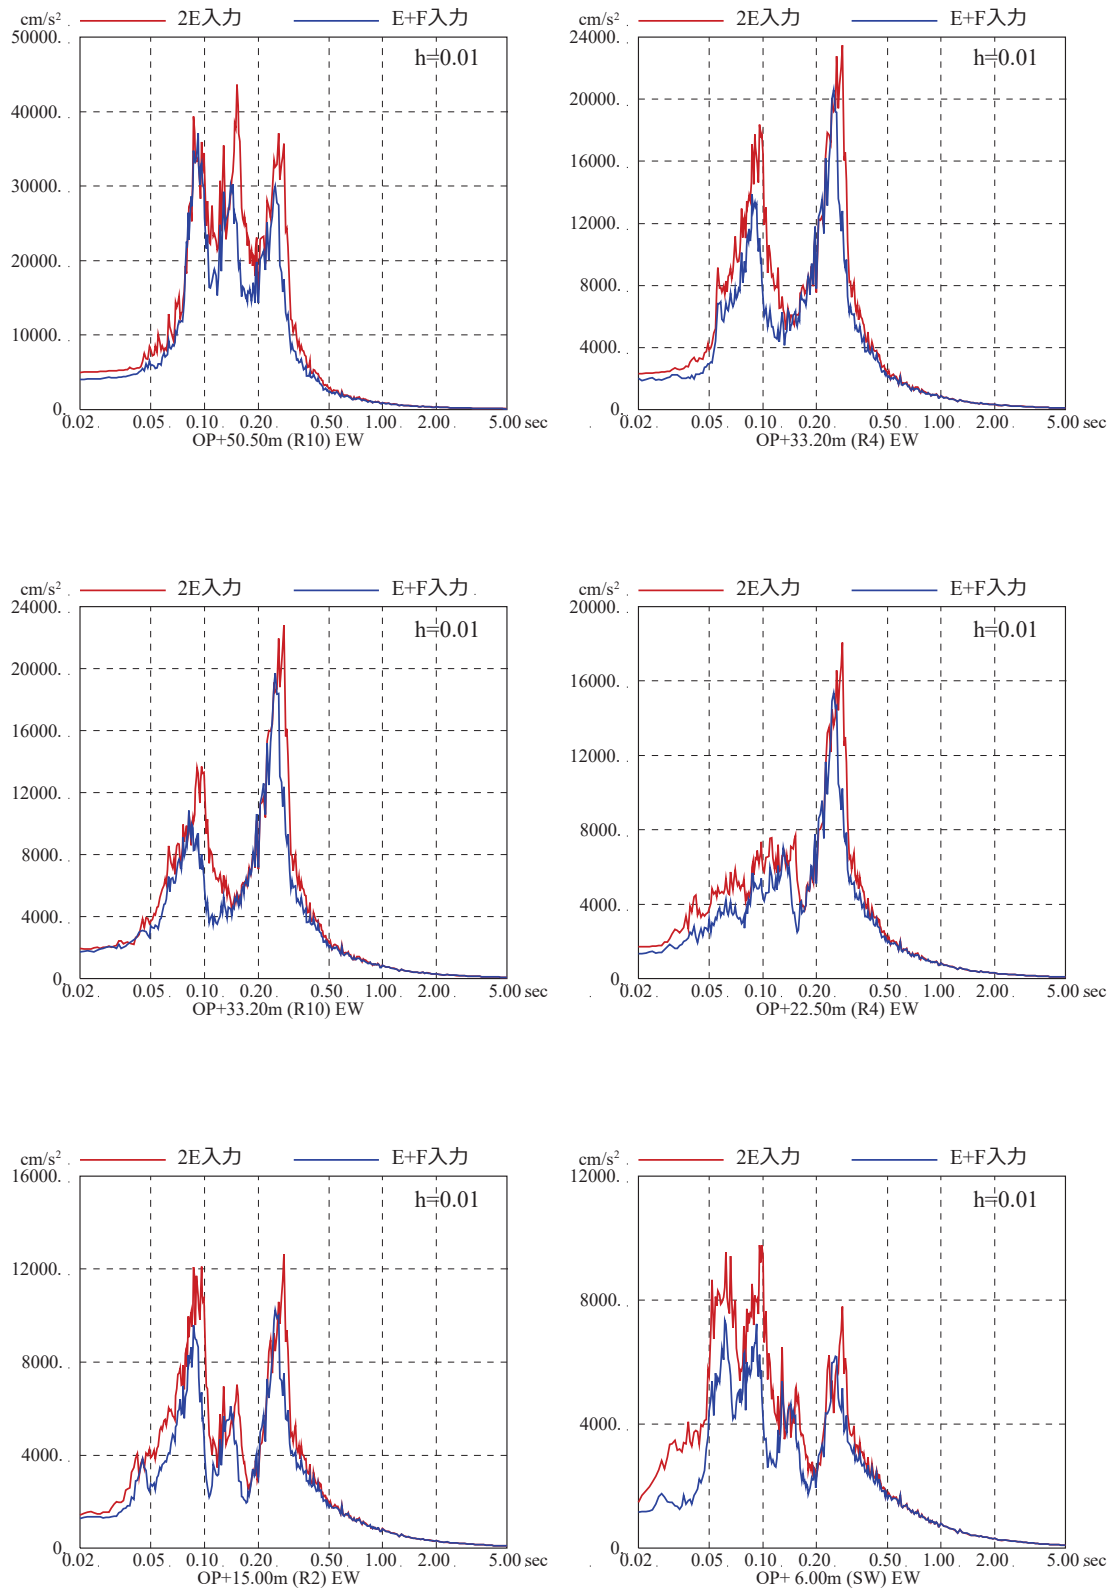 cm/s² 2E入力 E+F入力
50000.
h=0.01
40000.
30000.
20000.
10000.
0.
0.02 0.05 0.10 0.20 0.50 1.00 2.00 5.00 sec
OP+50.50m (R10) EW
2E入力 E+F入力
cm/s²
24000.
h=0.01
20000.
16000.
12000.
8000.
4000.
0.
0.02 0.05 0.10 0.20 0.50 1.00 2.00 5.00 sec
OP+33.20m (R4) EW
cm/s² 2E入力 E+F入力
24000.
h=0.01
20000.
16000.
12000.
8000.
4000.
0.
0.02 0.05 0.10 0.20 0.50 1.00 2.00 5.00 sec
OP+33.20m (R10) EW
cm/s² 2E入力 E+F入力
20000.
h=0.01
16000.
12000.
8000.
4000.
0.
0.02 0.05 0.10 0.20 0.50 1.00 2.00 5.00 sec
OP+22.50m (R4) EW
cm/s² 2E入力 E+F入力
16000.
h=0.01
12000.
8000.
4000.
0.
0.02 0.05 0.10 0.20 0.50 1.00 2.00 5.00 sec
OP+15.00m (R2) EW
cm/s² 2E入力 E+F入力
12000.
h=0.01
8000.
4000.
0.
0.02 0.05 0.10 0.20 0.50 1.00 2.00 5.00 sec
OP+ 6.00m (SW) EW